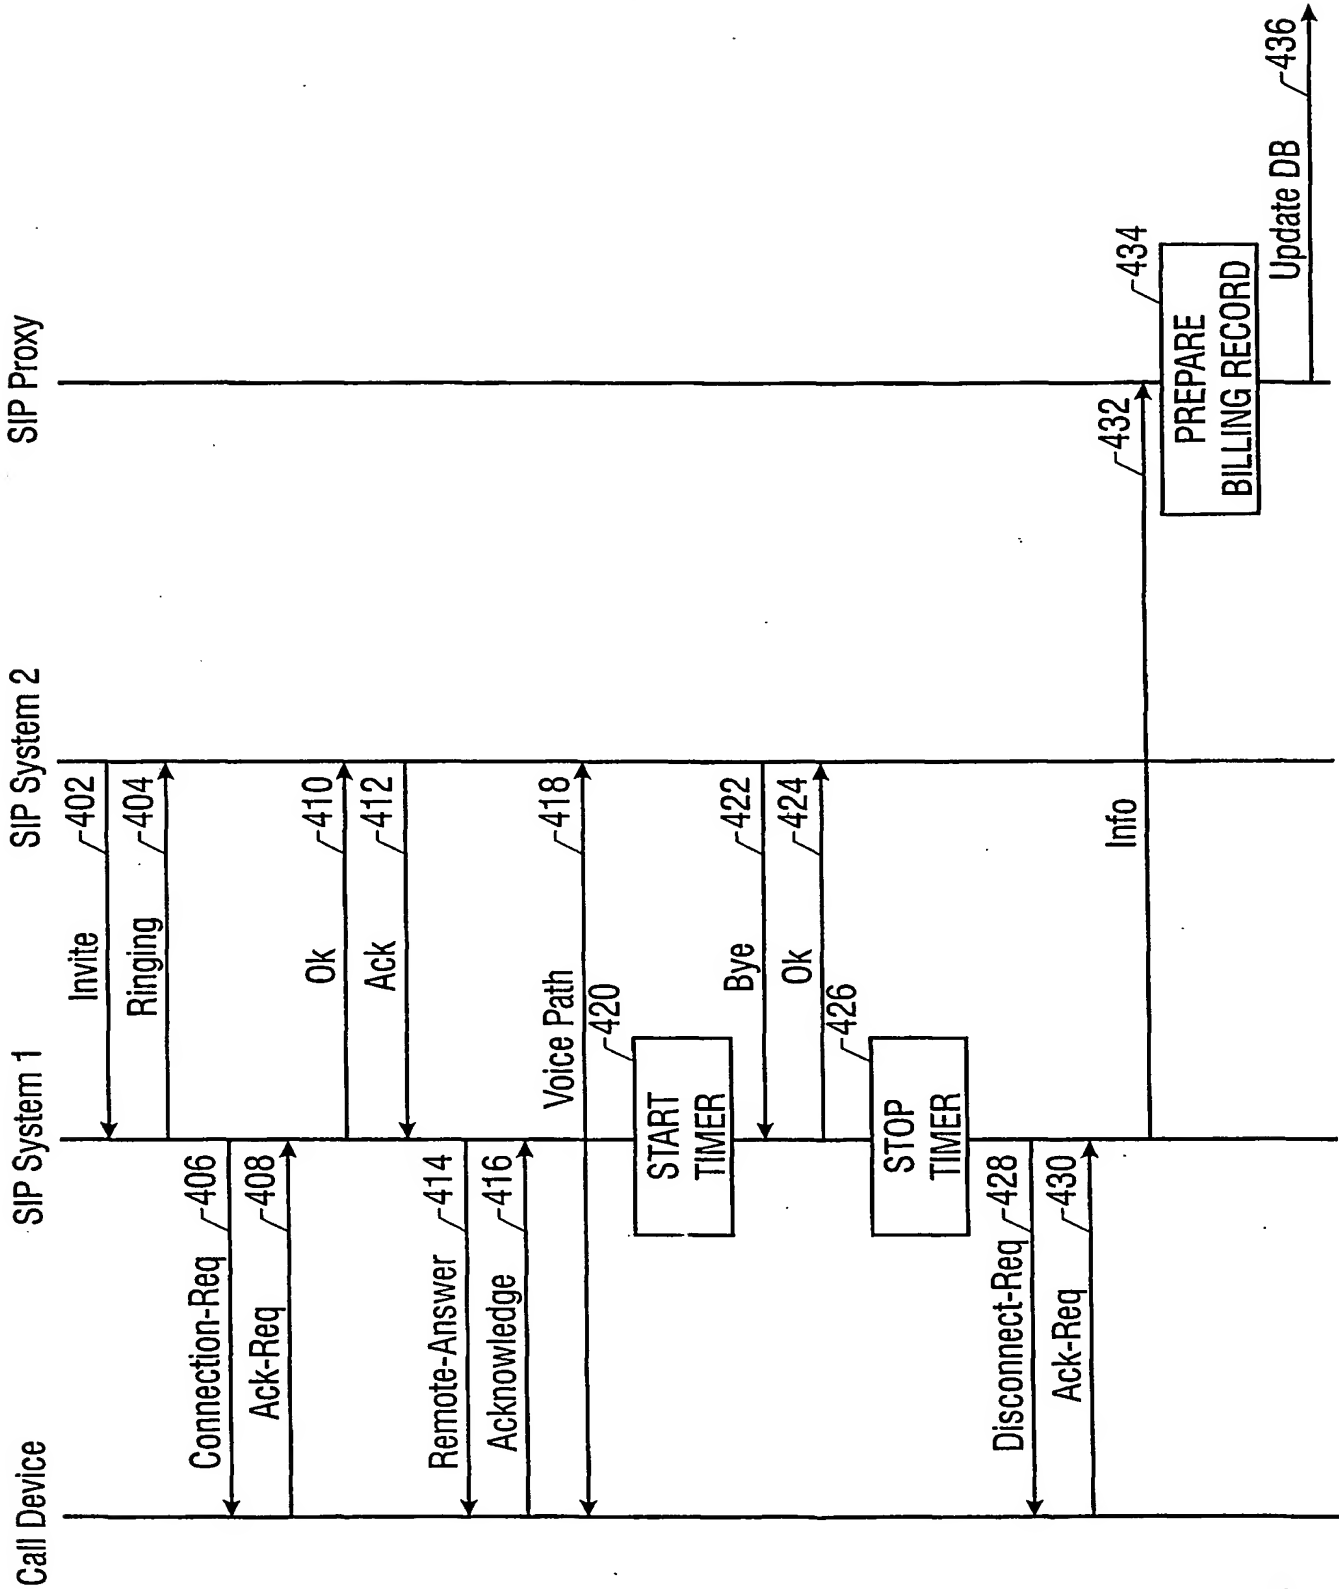 Call Device
SIP System 1
SIP System 2
SIP Proxy
Invite
402
Ringing
404
Connection-Req
406
Ack-Req
408
Ok
410
Ack
412
Remote-Answer
414
Acknowledge
416
Voice Path
418
420
START
TIMER
Bye
422
Ok
424
426
STOP
TIMER
Disconnect-Req
428
Ack-Req
430
Info
432
434
PREPARE
BILLING RECORD
Update DB
436